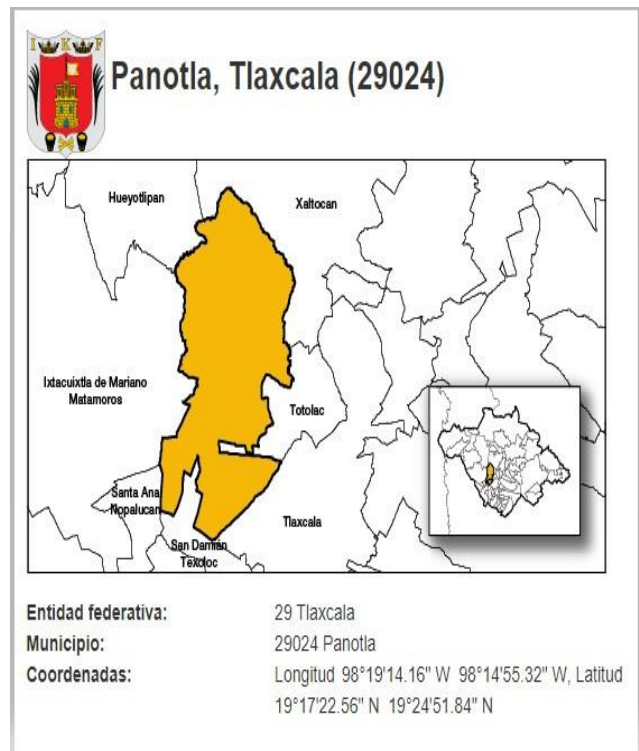 I K F
Panotla, Tlaxcala (29024)
Hueyotlipan
Xaltocan
Ixtacuixtla de Mariano
Matamoros
Totolac
Santa Ana
Nopalucan
Tlaxcala
San Damián
Texoloc
Entidad federativa: 29 Tlaxcala
Municipio: 29024 Panotla
Coordenadas: Longitud 98°19'14.16" W 98°14'55.32" W, Latitud
19°17'22.56" N 19°24'51.84" N